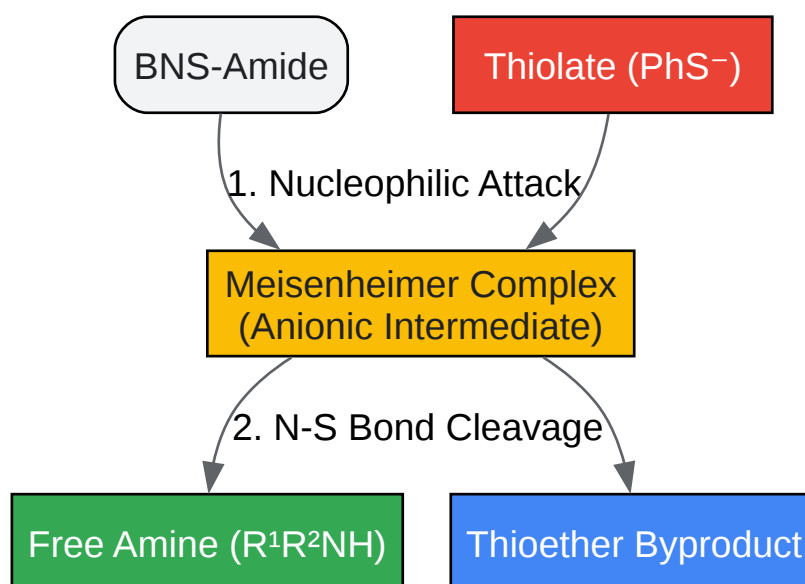 BNS-Amide
Thiolate (PhS⁻)
1. Nucleophilic Attack
Meisenheimer Complex
(Anionic Intermediate)
2. N-S Bond Cleavage
Free Amine (R¹R²NH)
Thioether Byproduct